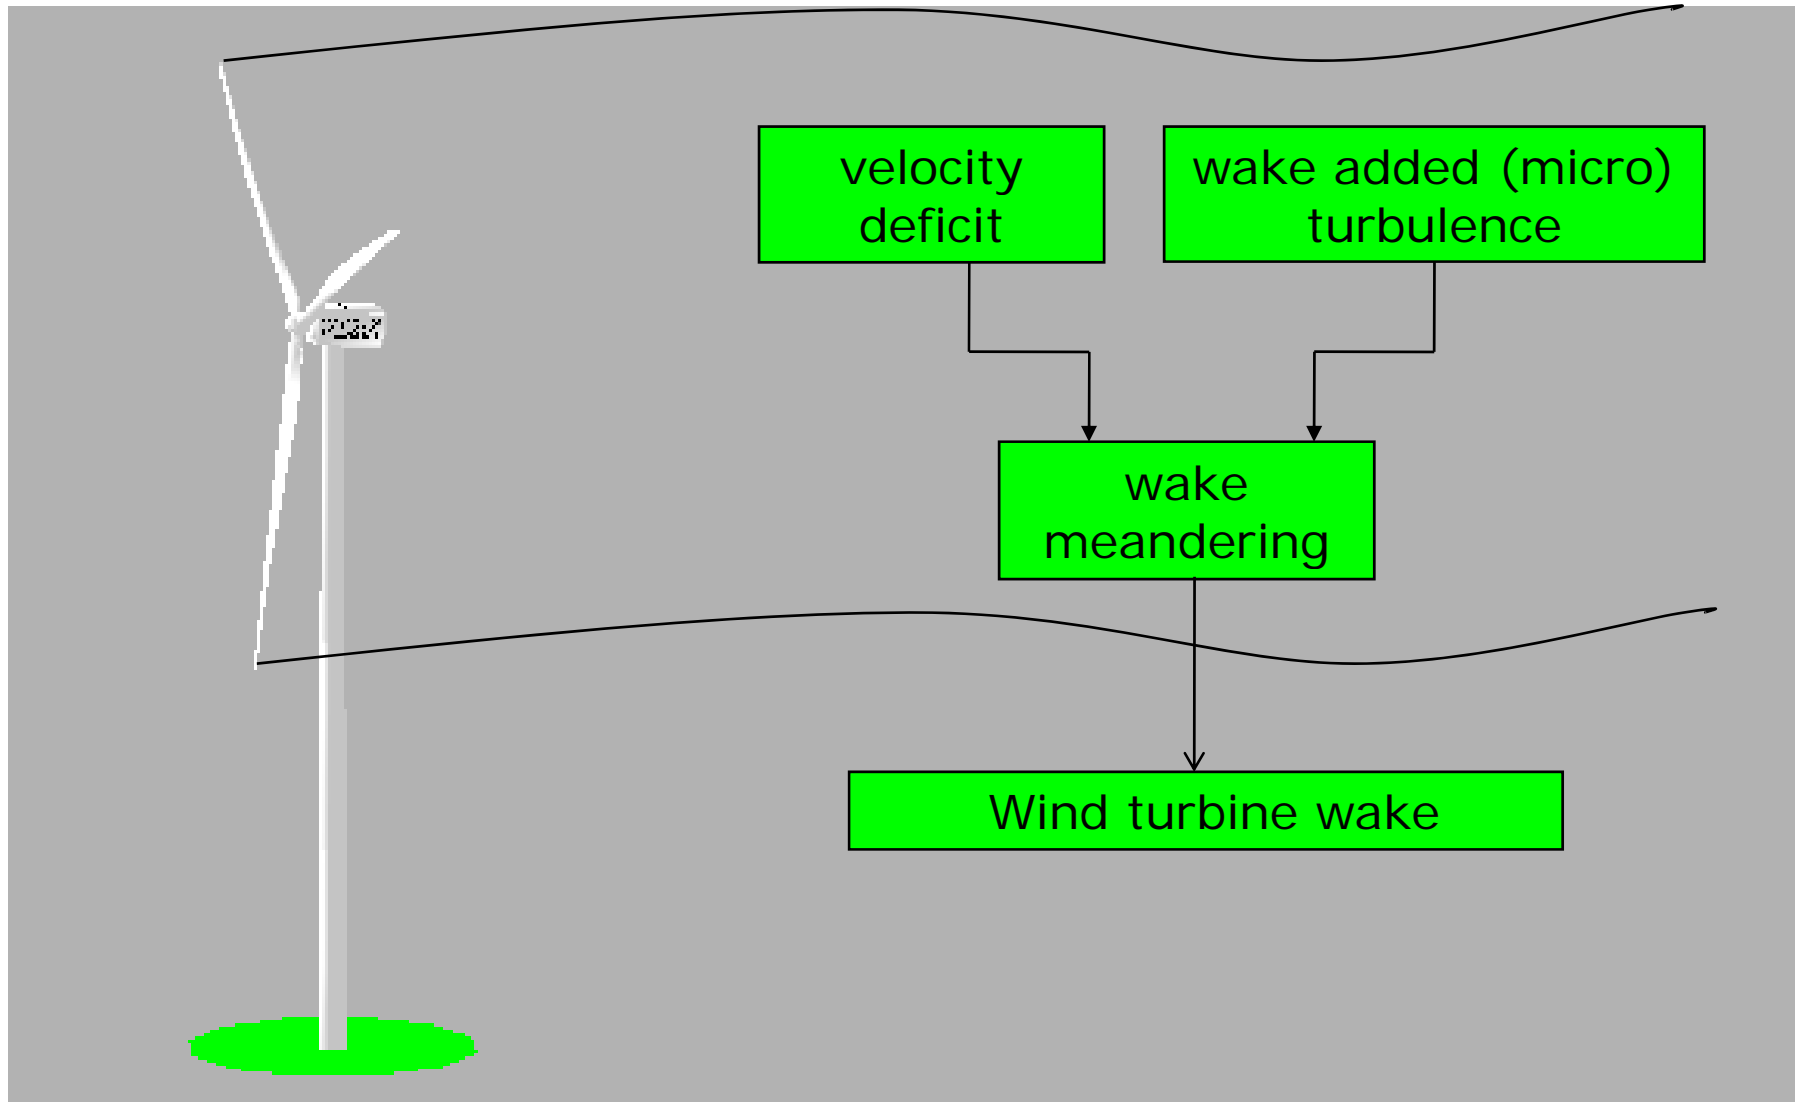 velocity
deficit
wake added (micro)
turbulence
wake
meandering
Wind turbine wake